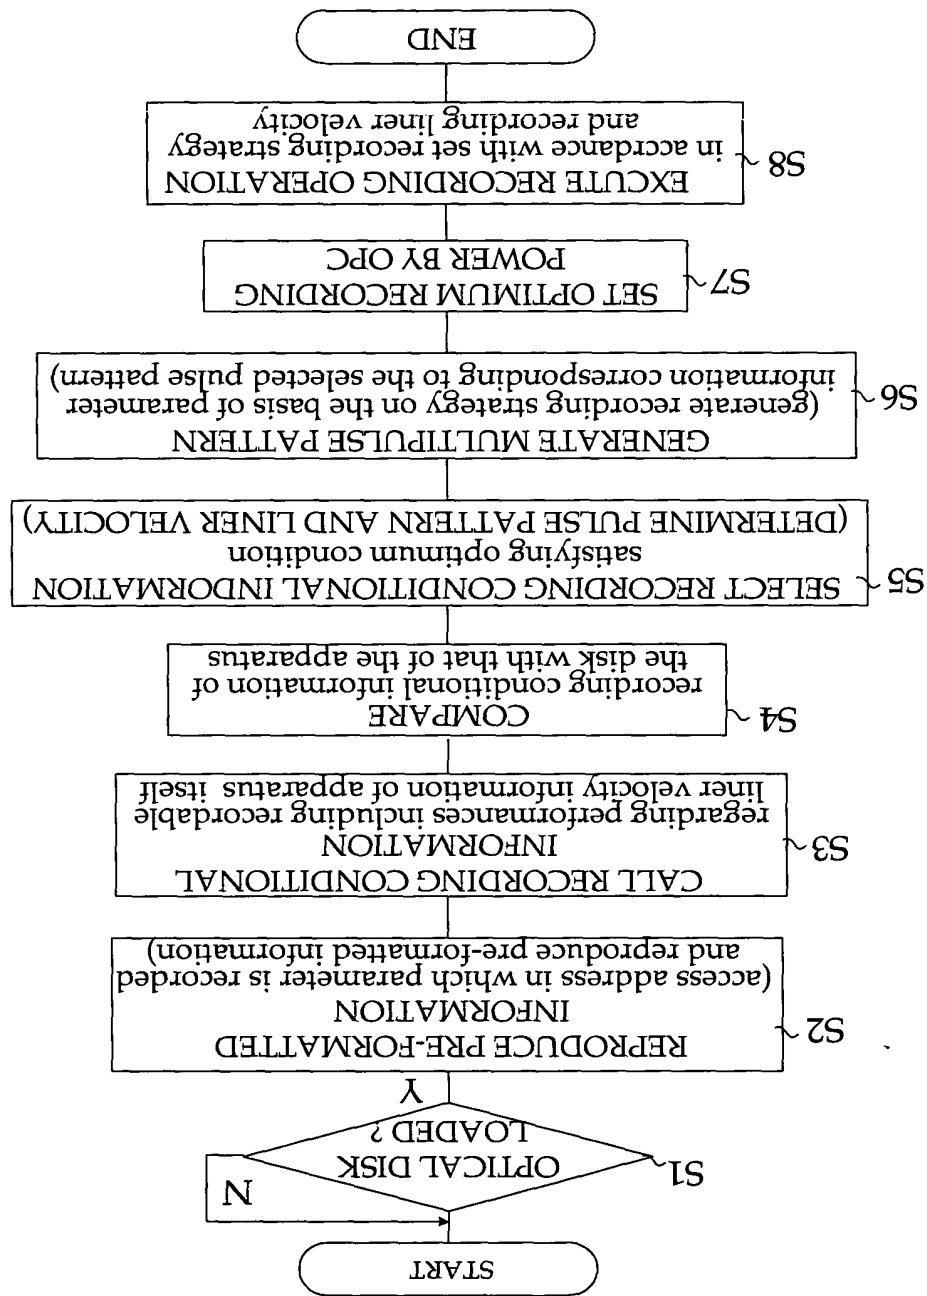 START
OPTICAL DISK
LOADED ?
S1
N
Y
REPRODUCE PRE-FORMATTED
INFORMATION
(access address in which parameter is recorded
and reproduce pre-formatted information)
S2
CALL RECORDING CONDITIONAL
INFORMATION
regarding performances including recordable
liner velocity information of apparatus itself
S3
COMPARE
recording conditional information of
the disk with that of the apparatus
S4
SELECT RECORDING CONDITIONAL INDORMATION
satisfying optimum condition
(DETERMINE PULSE PATTERN AND LINER VELOCITY)
S5
GENERATE MULTIPULSE PATTERN
(generate recording strategy on the basis of parameter
information corresponding to the selected pulse pattern)
S6
SET OPTIMUM RECORDING
POWER BY OPC
S7
EXCUTE RECORDING OPERATION
in accrdance with set recording strategy
and recording liner velocity
S8
END